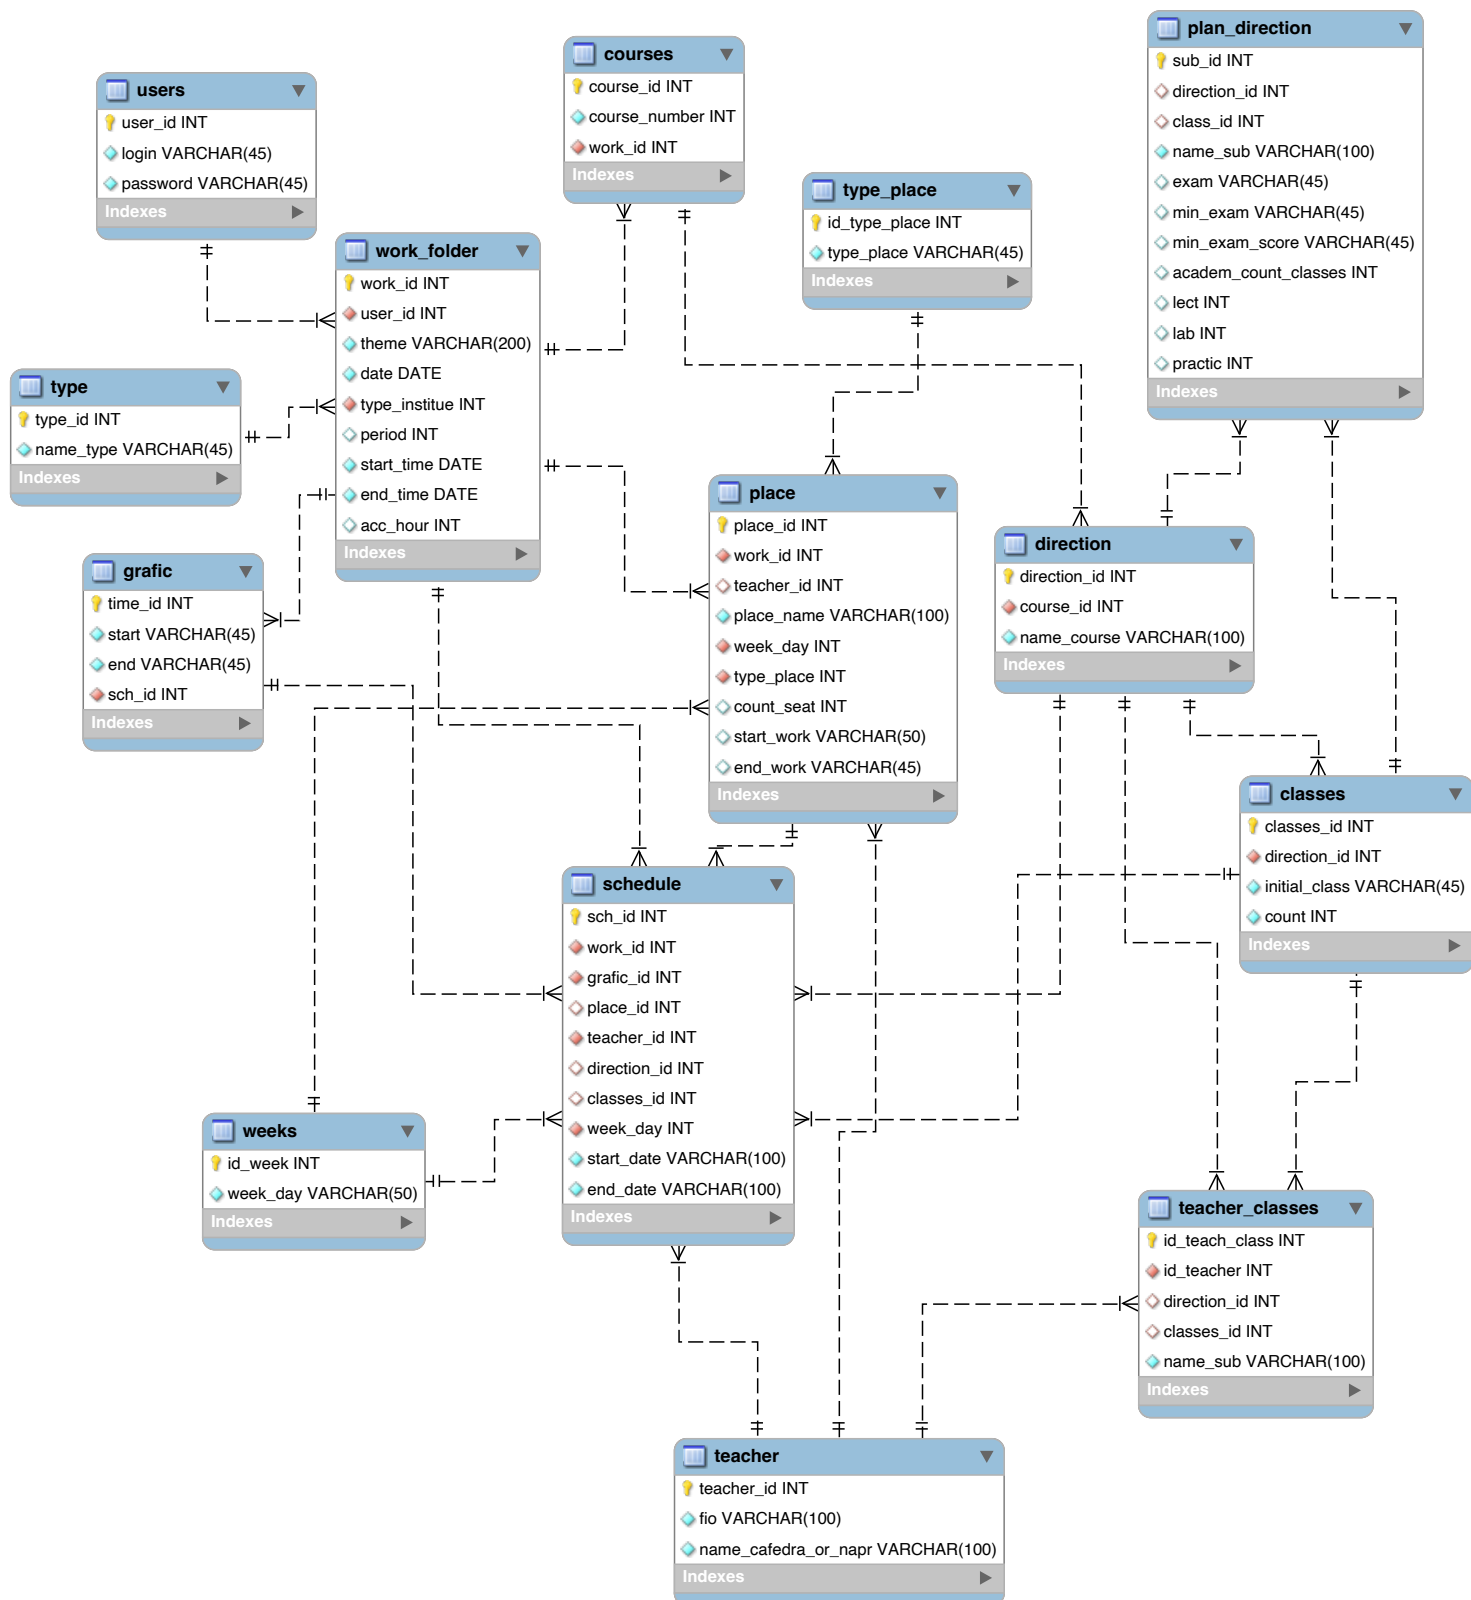 users
user_id INT
login VARCHAR(45)
password VARCHAR(45)
Indexes
courses
course_id INT
course_number INT
work_id INT
Indexes
plan_direction
sub_id INT
direction_id INT
class_id INT
name_sub VARCHAR(100)
exam VARCHAR(45)
min_exam VARCHAR(45)
min_exam_score VARCHAR(45)
academ_count_classes INT
lect INT
lab INT
practic INT
Indexes
type_place
id_type_place INT
type_place VARCHAR(45)
Indexes
work_folder
work_id INT
user_id INT
theme VARCHAR(200)
date DATE
type_institue INT
period INT
start_time DATE
end_time DATE
acc_hour INT
Indexes
type
type_id INT
name_type VARCHAR(45)
Indexes
grafic
time_id INT
start VARCHAR(45)
end VARCHAR(45)
sch_id INT
Indexes
place
place_id INT
work_id INT
teacher_id INT
place_name VARCHAR(100)
week_day INT
type_place INT
count_seat INT
start_work VARCHAR(50)
end_work VARCHAR(45)
Indexes
direction
direction_id INT
course_id INT
name_course VARCHAR(100)
Indexes
classes
classes_id INT
direction_id INT
initial_class VARCHAR(45)
count INT
Indexes
schedule
sch_id INT
work_id INT
grafic_id INT
place_id INT
teacher_id INT
direction_id INT
classes_id INT
week_day INT
start_date VARCHAR(100)
end_date VARCHAR(100)
Indexes
weeks
id_week INT
week_day VARCHAR(50)
Indexes
teacher_classes
id_teach_class INT
id_teacher INT
direction_id INT
classes_id INT
name_sub VARCHAR(100)
Indexes
teacher
teacher_id INT
fio VARCHAR(100)
name_cafedra_or_napr VARCHAR(100)
Indexes